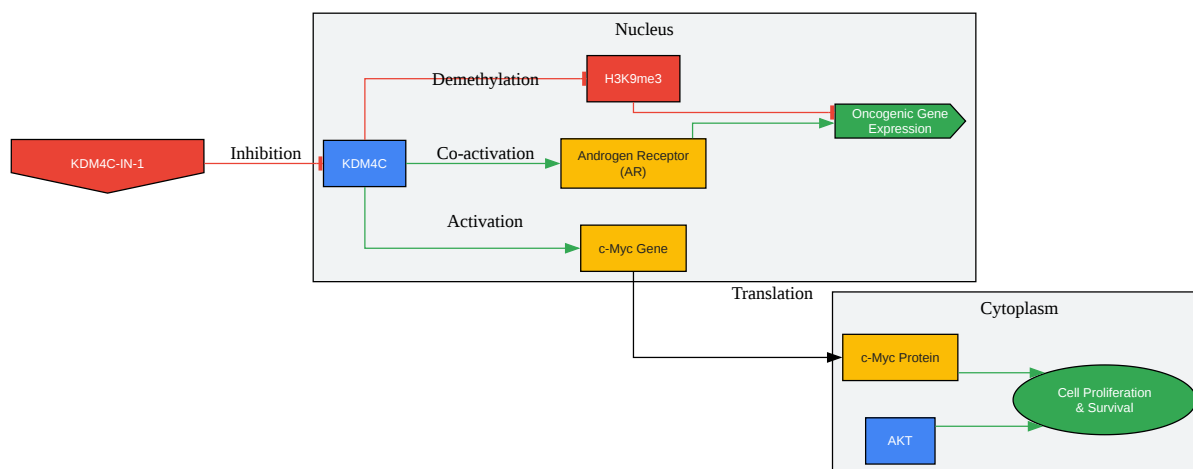 Nucleus
Demethylation
H3K9me3
Oncogenic Gene
Expression
KDM4C-IN-1
Inhibition
KDM4C
Co-activation
Androgen Receptor
(AR)
Activation
c-Myc Gene
Translation
Cytoplasm
c-Myc Protein
Cell Proliferation
& Survival
AKT